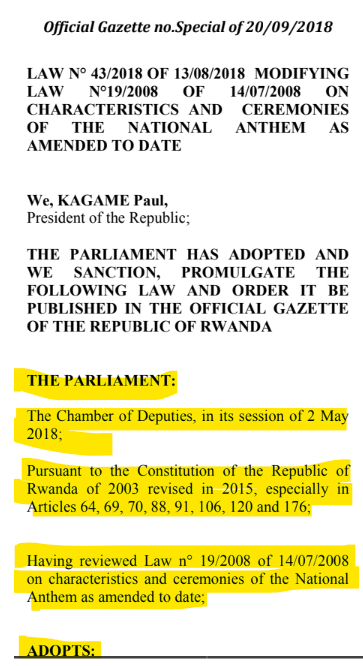 Official Gazette no.Special of 20/09/2018
LAW N° 43/2018 OF 13/08/2018 MODIFYING
LAW N°19/2008 OF 14/07/2008 ON
CHARACTERISTICS AND CEREMONIES
OF THE NATIONAL ANTHEM AS
AMENDED TO DATE
We, KAGAME Paul,
President of the Republic;
THE PARLIAMENT HAS ADOPTED AND
WE SANCTION, PROMULGATE THE
FOLLOWING LAW AND ORDER IT BE
PUBLISHED IN THE OFFICIAL GAZETTE
OF THE REPUBLIC OF RWANDA
THE PARLIAMENT:
The Chamber of Deputies, in its session of 2 May
2018;
Pursuant to the Constitution of the Republic of
Rwanda of 2003 revised in 2015, especially in
Articles 64, 69, 70, 88, 91, 106, 120 and 176;
Having reviewed Law n° 19/2008 of 14/07/2008
on characteristics and ceremonies of the National
Anthem as amended to date;
ADOPTS: